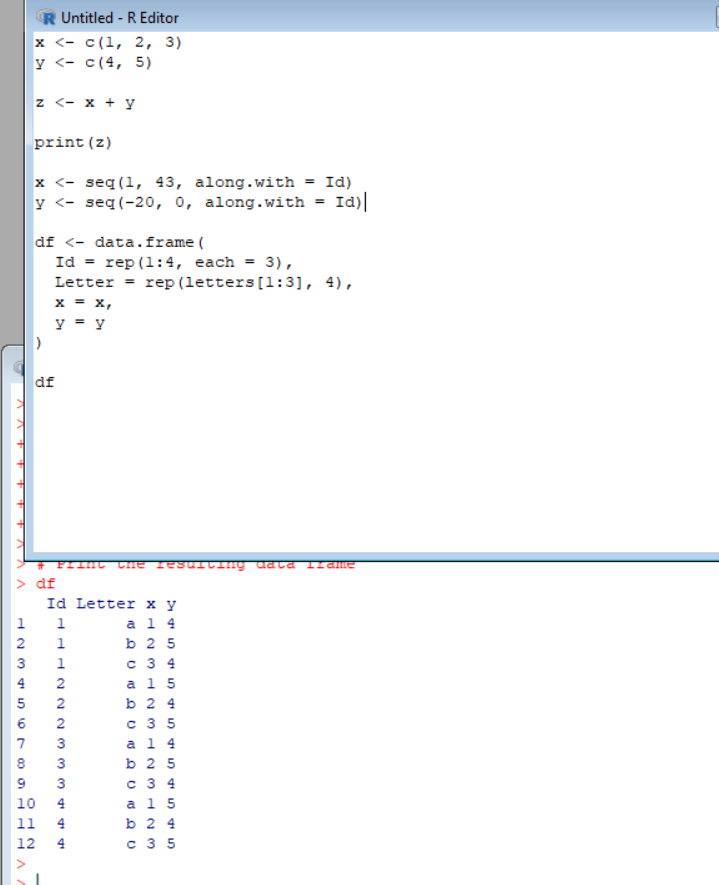 Untitled - R Editor
x <- c(1, 2, 3)
y <- c(4, 5)
z <- x + y
print(z)
x <- seq(1, 43, along.with = Id)
y <- seq(-20, 0, along.with = Id)
df <- data.frame(
  Id = rep(1:4, each = 3),
  Letter = rep(letters[1:3], 4),
  x = x,
  y = y
)
df
>
>
+
+
+
+
+
>
> # Print the resulting data frame
> df
   Id Letter x y
1   1      a 1 4
2   1      b 2 5
3   1      c 3 4
4   2      a 1 5
5   2      b 2 4
6   2      c 3 5
7   3      a 1 4
8   3      b 2 5
9   3      c 3 4
10  4      a 1 5
11  4      b 2 4
12  4      c 3 5
>
>